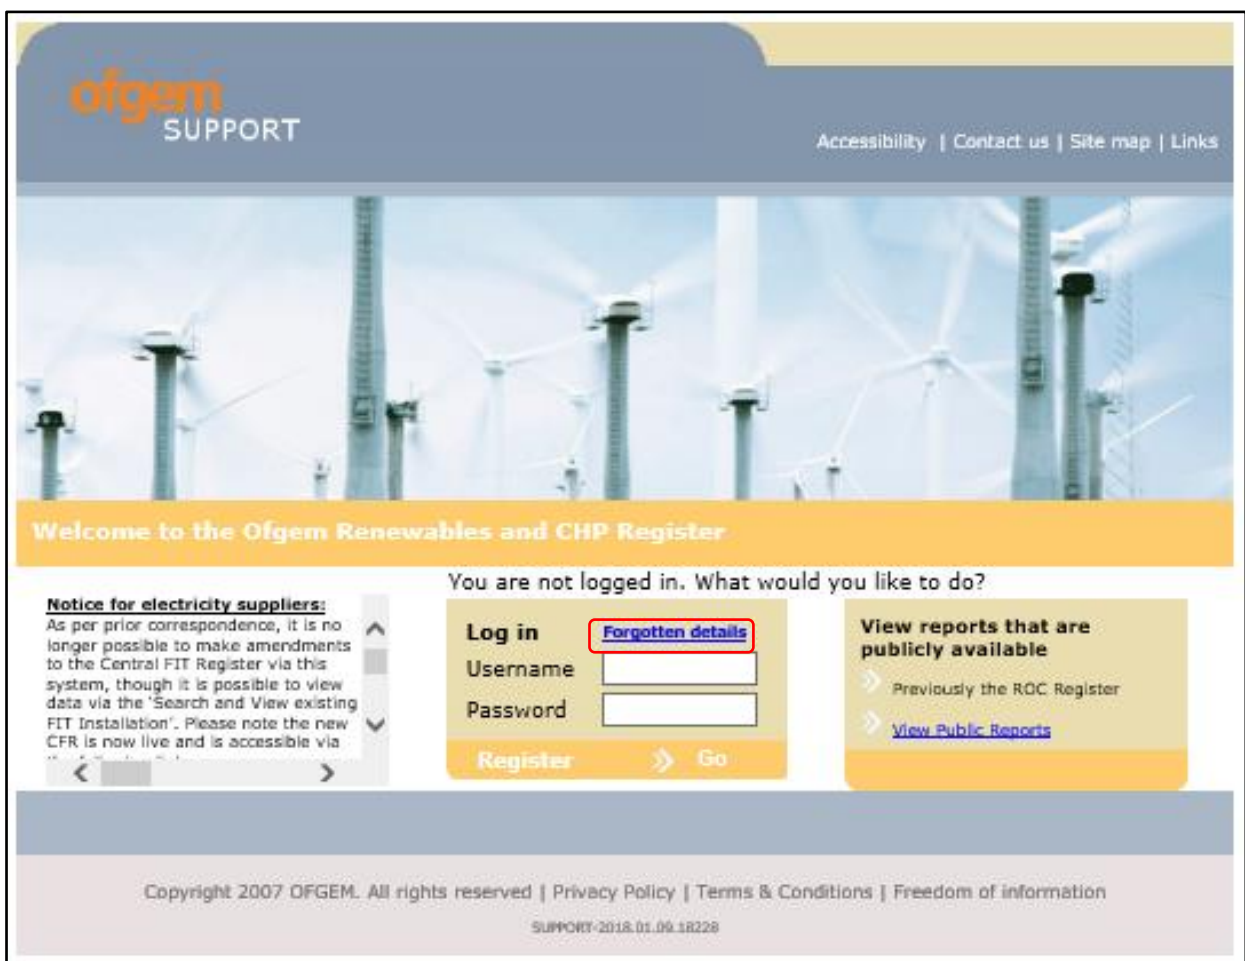 ofgem
SUPPORT
Accessibility | Contact us | Site map | Links
Welcome to the Ofgem Renewables and CHP Register
You are not logged in. What would you like to do?
Notice for electricity suppliers:
As per prior correspondence, it is no
longer possible to make amendments
to the Central FIT Register via this
system, though it is possible to view
data via the 'Search and View existing
FIT Installation'. Please note the new
CFR is now live and is accessible via
Log in Forgotten details
Username
Password
Register Go
View reports that are
publicly available
Previously the ROC Register
View Public Reports
Copyright 2007 OFGEM. All rights reserved | Privacy Policy | Terms & Conditions | Freedom of information
SUPPORT-2018.01.09.18228